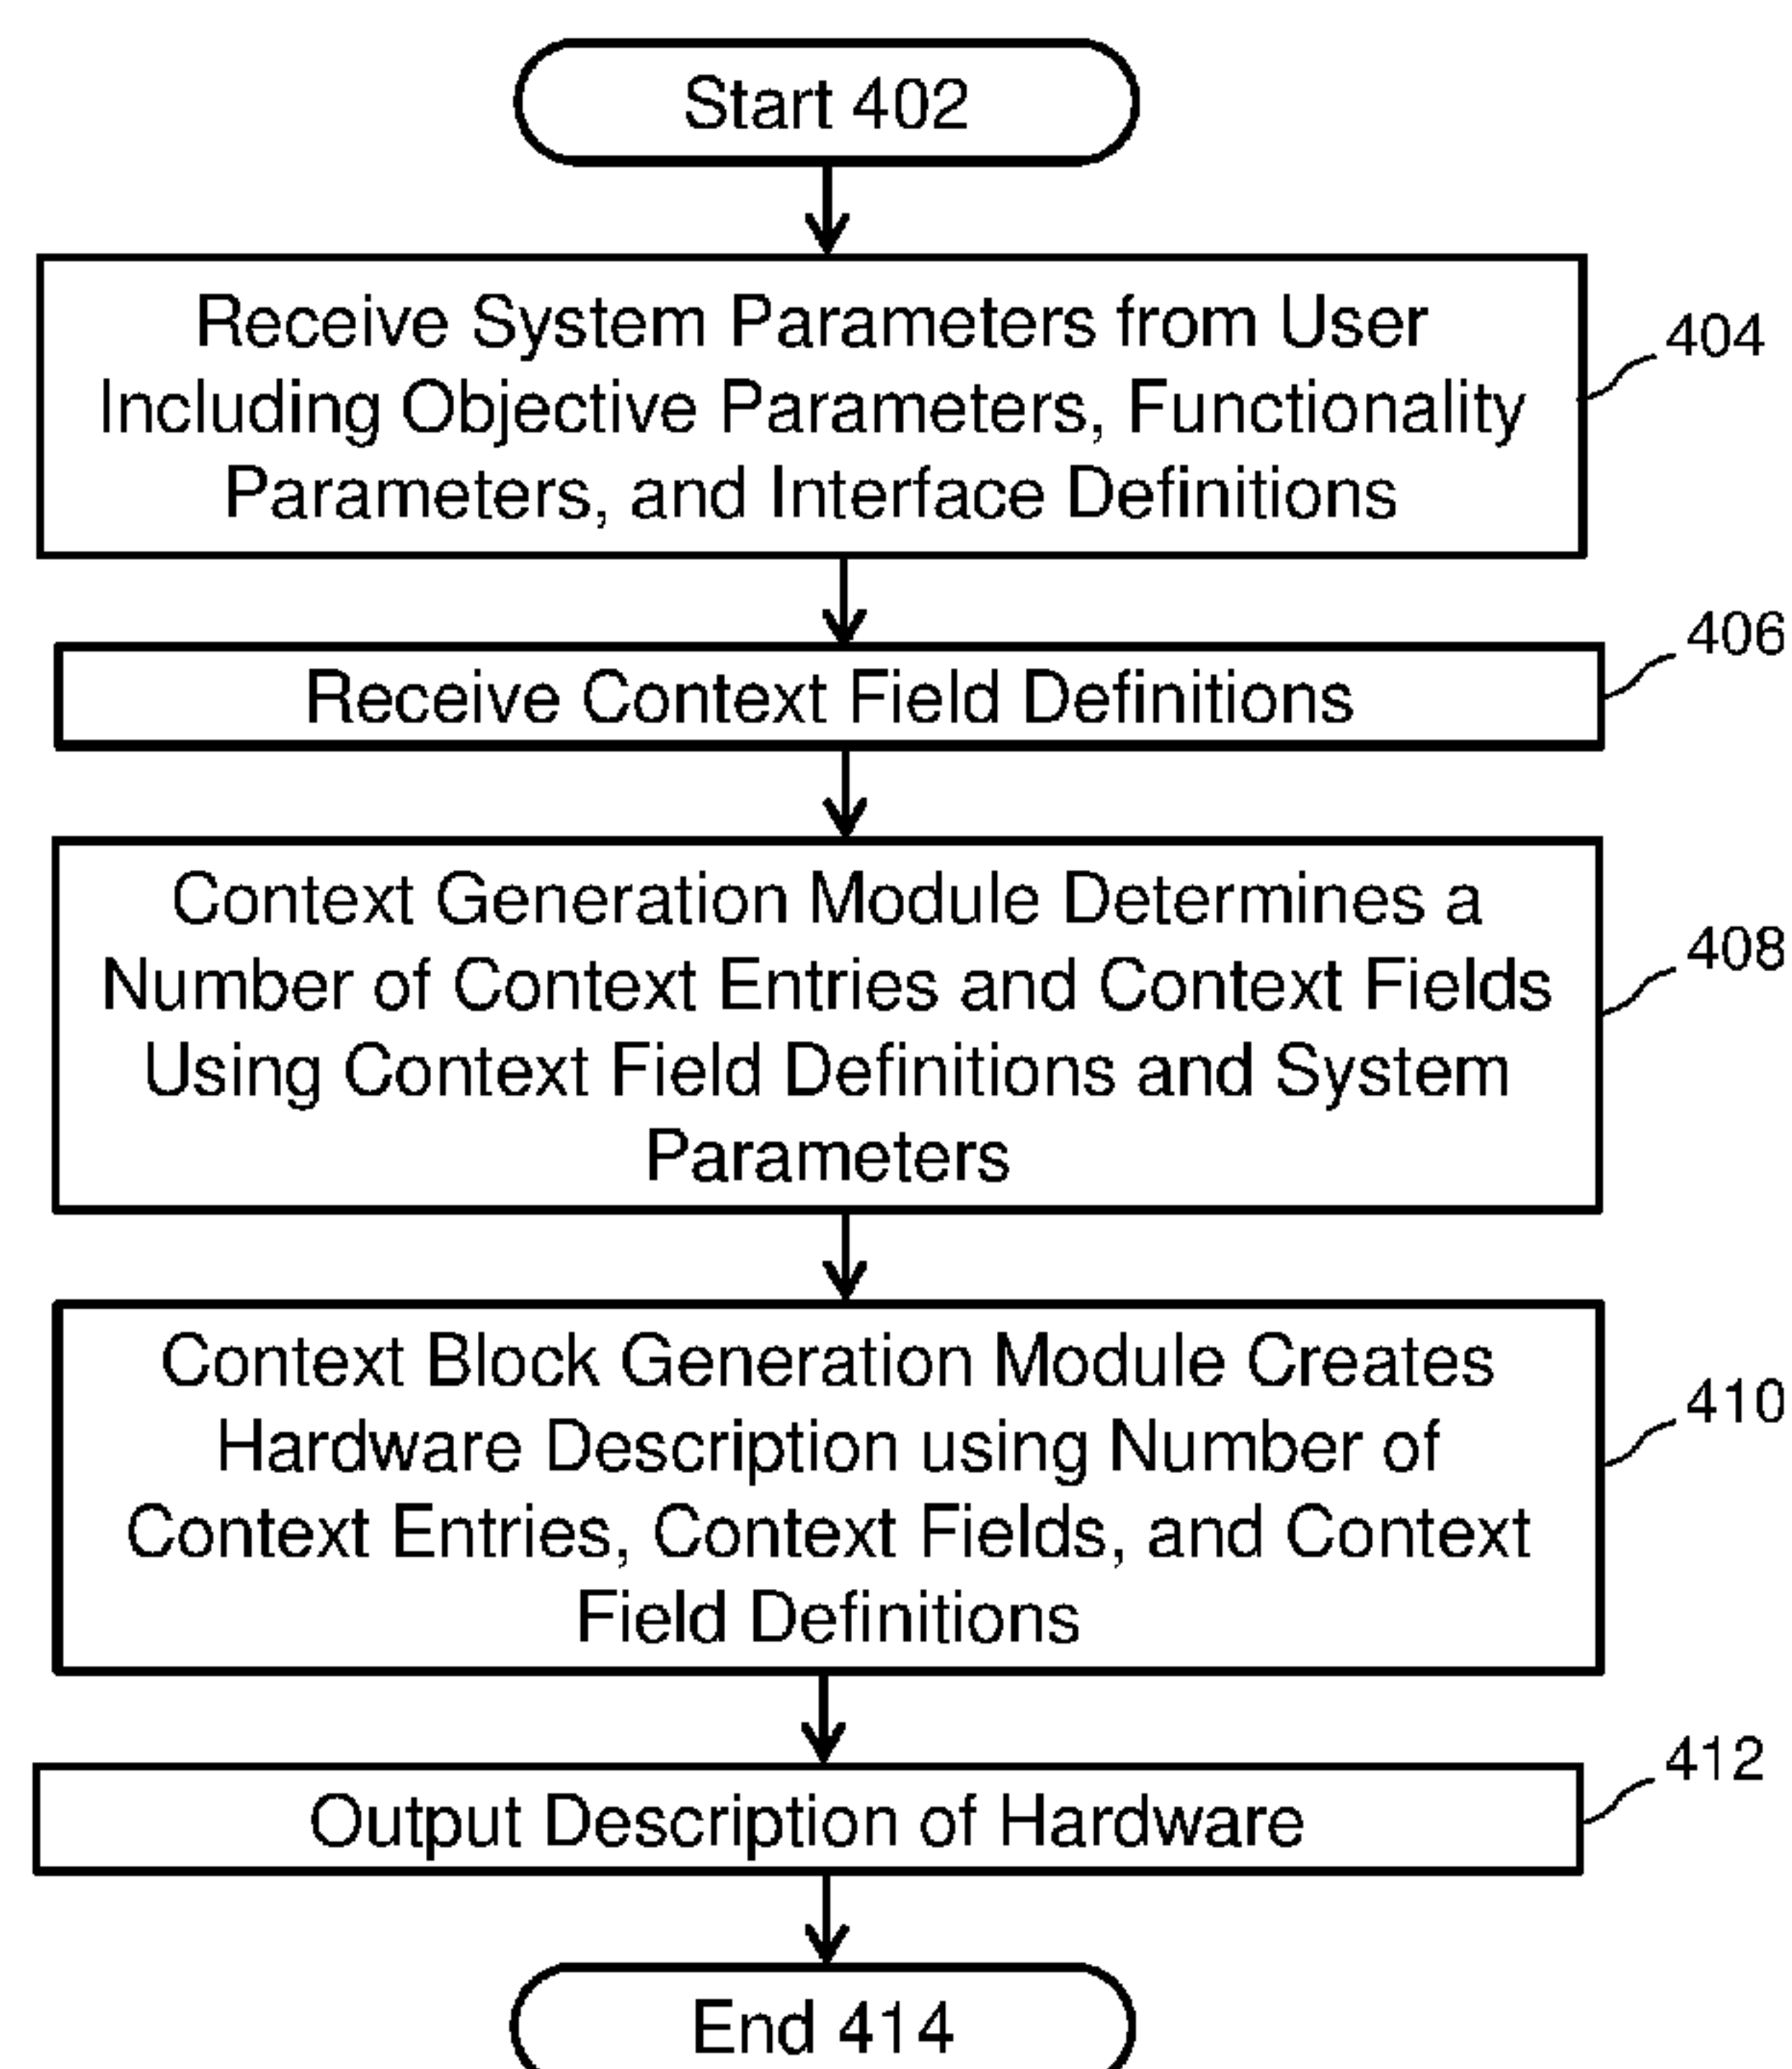 Start 402
Receive System Parameters from User
Including Objective Parameters, Functionality
Parameters, and Interface Definitions
404
Receive Context Field Definitions
406
Context Generation Module Determines a
Number of Context Entries and Context Fields
Using Context Field Definitions and System
Parameters
408
Context Block Generation Module Creates
Hardware Description using Number of
Context Entries, Context Fields, and Context
Field Definitions
410
Output Description of Hardware
412
End 414